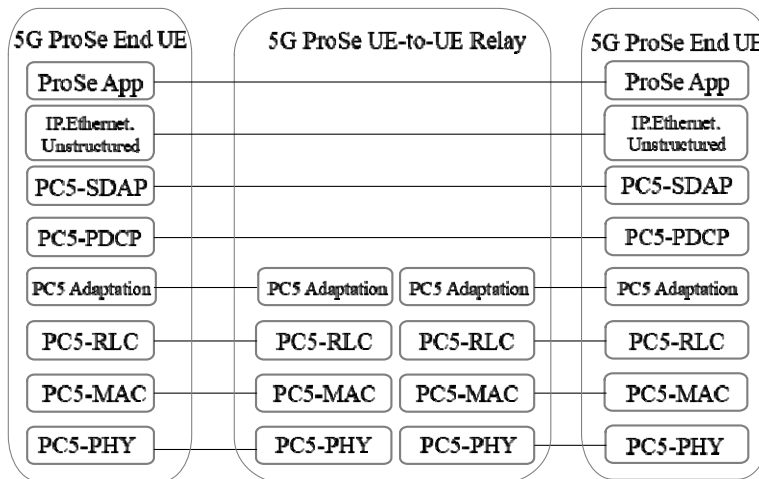 5G ProSe End UE
5G ProSe UE-to-UE Relay
5G ProSe End UE
ProSe App
ProSe App
IP.Ethernet.
Unstructured
IP.Ethernet.
Unstructured
PC5-SDAP
PC5-SDAP
PC5-PDCP
PC5-PDCP
PC5 Adaptation
PC5 Adaptation
PC5 Adaptation
PC5 Adaptation
PC5-RLC
PC5-RLC
PC5-RLC
PC5-RLC
PC5-MAC
PC5-MAC
PC5-MAC
PC5-MAC
PC5-PHY
PC5-PHY
PC5-PHY
PC5-PHY